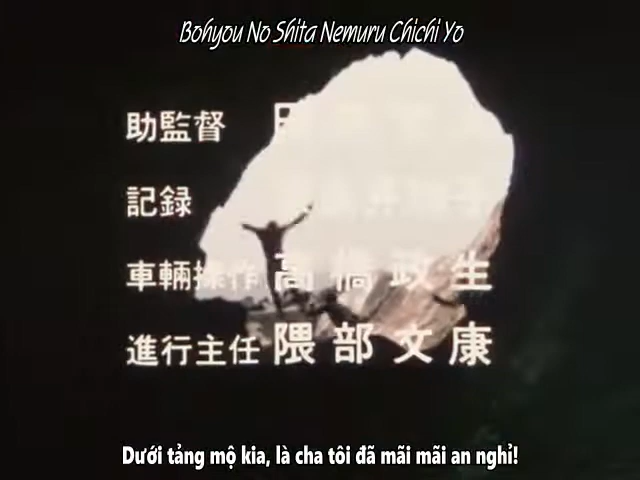 Bohyou No Shita Nemuru Chichi Yo
助監督
記録
車輛操作 高橋政生
進行主任 隈部文康
Dưới tảng mộ kia, là cha tôi đã mãi mãi an nghỉ!